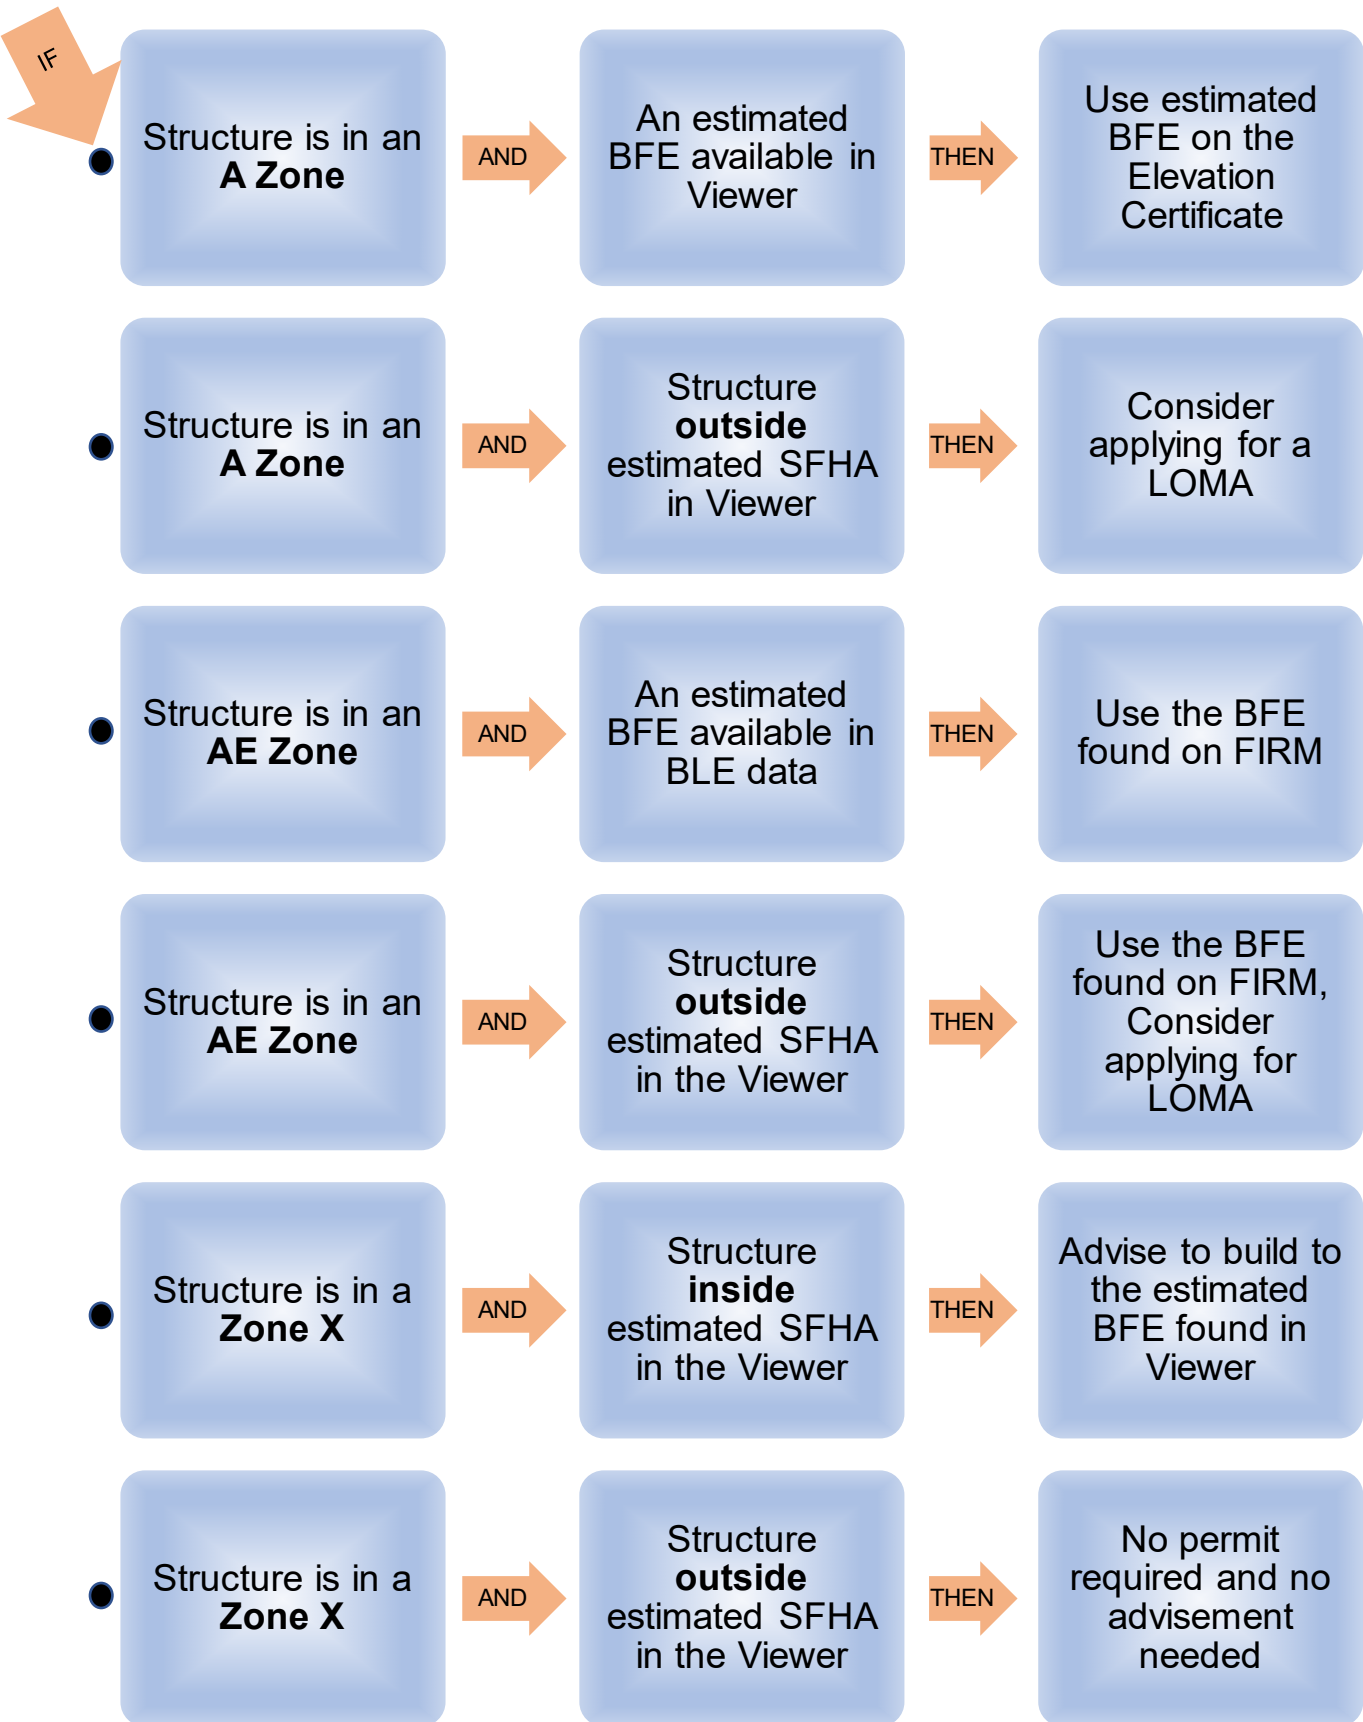 IF
Structure is in an
A Zone
AND
An estimated
BFE available in
Viewer
THEN
Use estimated
BFE on the
Elevation
Certificate
Structure is in an
A Zone
AND
Structure
outside
estimated SFHA
in Viewer
THEN
Consider
applying for a
LOMA
Structure is in an
AE Zone
AND
An estimated
BFE available in
BLE data
THEN
Use the BFE
found on FIRM
Structure is in an
AE Zone
AND
Structure
outside
estimated SFHA
in the Viewer
THEN
Use the BFE
found on FIRM,
Consider
applying for
LOMA
Structure is in a
Zone X
AND
Structure
inside
estimated SFHA
in the Viewer
THEN
Advise to build to
the estimated
BFE found in
Viewer
Structure is in a
Zone X
AND
Structure
outside
estimated SFHA
in the Viewer
THEN
No permit
required and no
advisement
needed